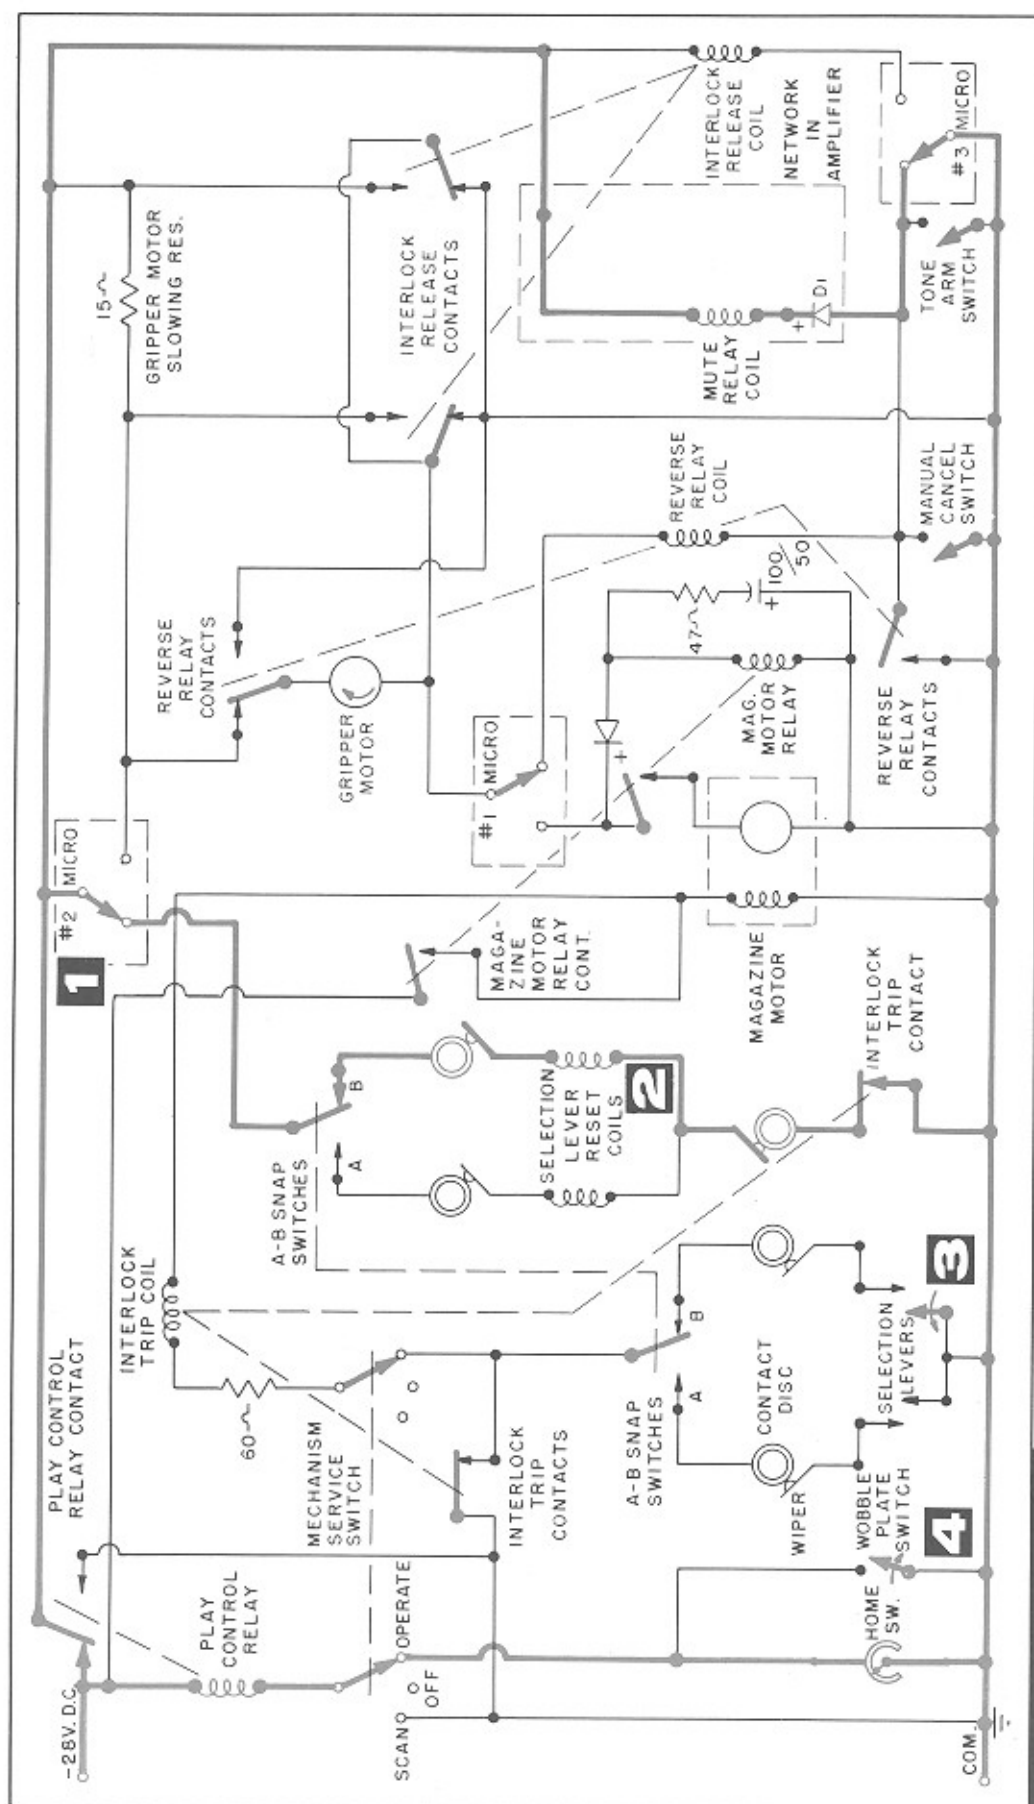 -28V. D.C.
COM.
PLAY CONTROL
RELAY CONTACT
PLAY
CONTROL
RELAY
SCAN
OFF
OPERATE
MECHANISM
SERVICE
SWITCH
60
INTERLOCK
TRIP COIL
INTERLOCK
TRIP
CONTACTS
HOME
SW.
4
WOBBLE
PLATE
SWITCH
WIPER
CONTACT
DISC
A-B SNAP
SWITCHES
A
B
SELECTION
LEVERS
3
A-B SNAP
SWITCHES
A
B
SELECTION
LEVER
RESET
COILS
2
INTERLOCK
TRIP
CONTACT
1
#2 MICRO
MAGA-
ZINE
MOTOR
RELAY
CONT.
MAGAZINE
MOTOR
#1 MICRO
MAG.
MOTOR
RELAY
+
47
+
100
50
GRIPPER
MOTOR
REVERSE
RELAY
CONTACTS
REVERSE
RELAY
CONTACTS
REVERSE
RELAY
COIL
MANUAL
CANCEL
SWITCH
15
GRIPPER MOTOR
SLOWING RES.
INTERLOCK
RELEASE
CONTACTS
MUTE
RELAY
COIL
+
D1
TONE
ARM
SWITCH
INTERLOCK
RELEASE
COIL
NETWORK
IN
AMPLIFIER
#3 MICRO